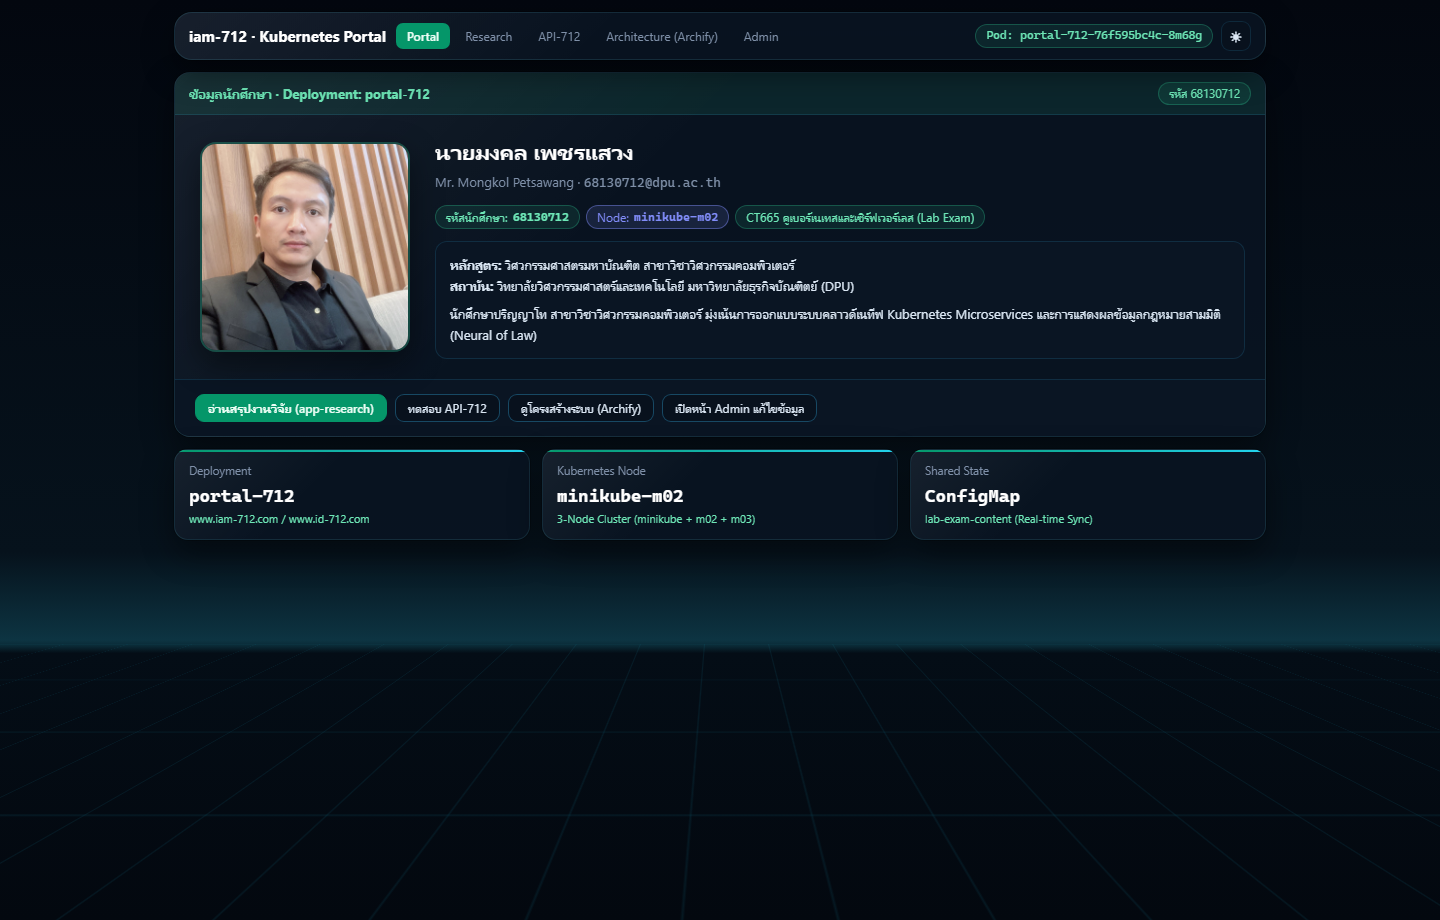 iam-712 · Kubernetes Portal
Portal
Research
API-712
Architecture (Archify)
Admin
Pod: portal-712-76f595bc4c-8m68g
ข้อมูลนักศึกษา · Deployment: portal-712
รหัส 68130712
นายมงคล เพชรแสวง
Mr. Mongkol Petsawang · 68130712@dpu.ac.th
รหัสนักศึกษา: 68130712
Node: minikube-m02
CT665 คูเบอร์เนเทสและเซิร์ฟเวอร์เลส (Lab Exam)
หลักสูตร: วิศวกรรมศาสตรมหาบัณฑิต สาขาวิชาวิศวกรรมคอมพิวเตอร์
สถาบัน: วิทยาลัยวิศวกรรมศาสตร์และเทคโนโลยี มหาวิทยาลัยธุรกิจบัณฑิตย์ (DPU)
นักศึกษาปริญญาโท สาขาวิชาวิศวกรรมคอมพิวเตอร์ มุ่งเน้นการออกแบบระบบคลาวด์เนทีฟ Kubernetes Microservices และการแสดงผลข้อมูลกฎหมายสามมิติ
(Neural of Law)
อ่านสรุปงานวิจัย (app-research)
ทดสอบ API-712
ดูโครงสร้างระบบ (Archify)
เปิดหน้า Admin แก้ไขข้อมูล
Deployment
portal-712
www.iam-712.com / www.id-712.com
Kubernetes Node
minikube-m02
3-Node Cluster (minikube + m02 + m03)
Shared State
ConfigMap
lab-exam-content (Real-time Sync)